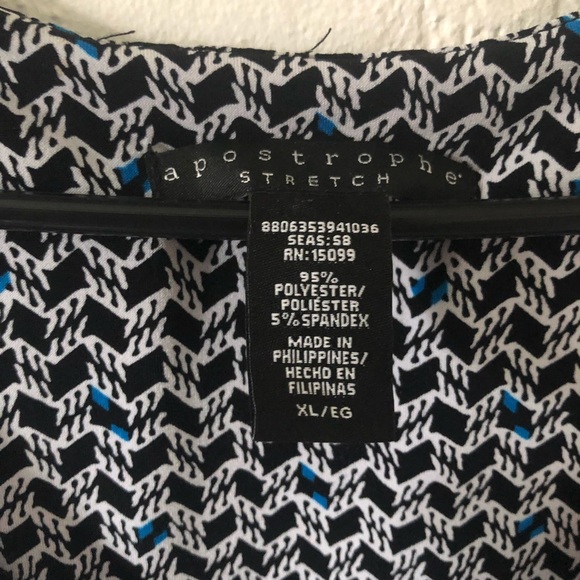 apostrophe
STRETCH
8806353941036
SEAS:S8
RN:15099
95%
POLYESTER/
POLIÉSTER
5% SPANDEX
MADE IN
PHILIPPINES/
HECHO EN
FILIPINAS
XL/EG